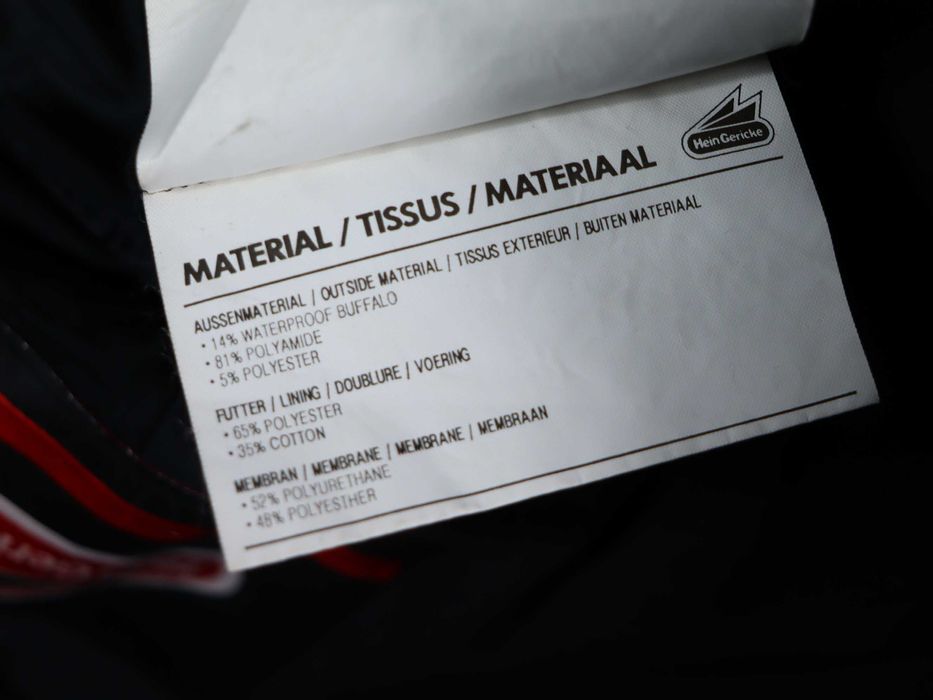 Hein Gericke
MATERIAL / TISSUS / MATERIAAL
AUSSENMATERIAL / OUTSIDE MATERIAL / TISSUS EXTERIEUR / BUITEN MATERIAAL
• 14% WATERPROOF BUFFALO
• 81% POLYAMIDE
• 5% POLYESTER
FUTTER / LINING / DOUBLURE / VOERING
• 65% POLYESTER
• 35% COTTON
MEMBRAN / MEMBRANE / MEMBRANE / MEMBRAAN
• 52% POLYURETHANE
• 48% POLYESTHER